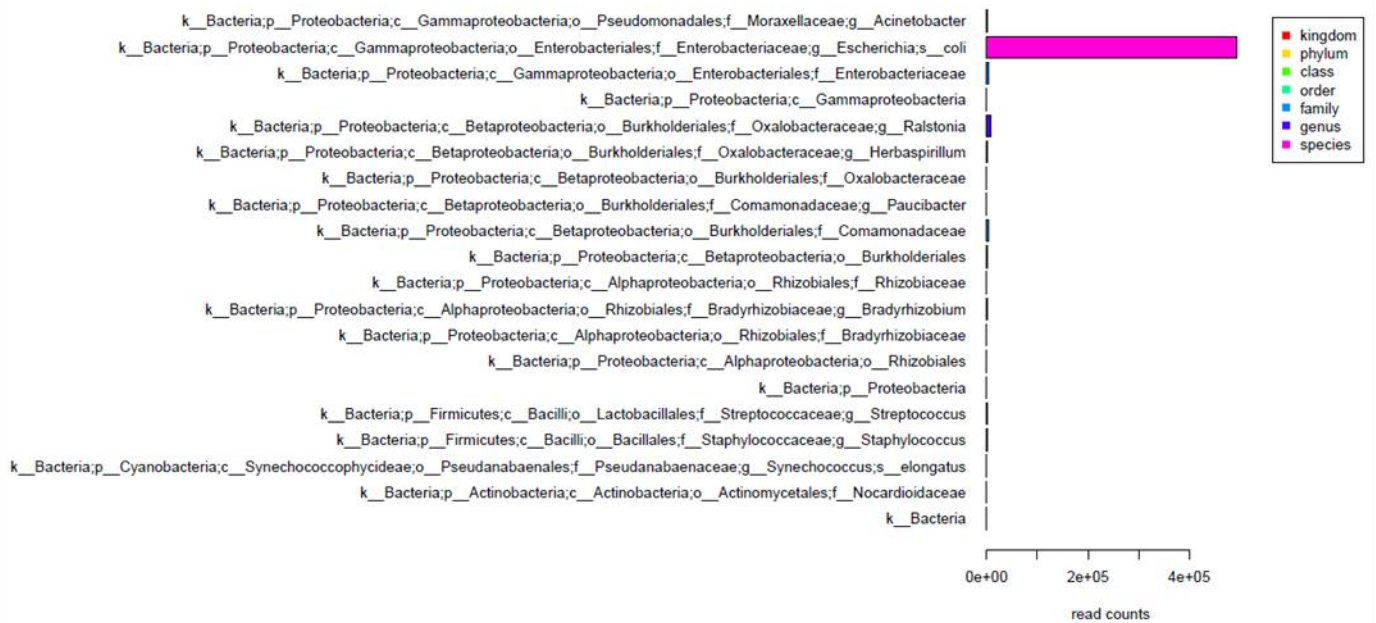 k__Bacteria;p__Proteobacteria;c__Gammaproteobacteria;o__Pseudomonadales;f__Moraxellaceae;g__Acinetobacter
k__Bacteria;p__Proteobacteria;c__Gammaproteobacteria;o__Enterobacteriales;f__Enterobacteriaceae;g__Escherichia;s__coli
k__Bacteria;p__Proteobacteria;c__Gammaproteobacteria;o__Enterobacteriales;f__Enterobacteriaceae
k__Bacteria;p__Proteobacteria;c__Gammaproteobacteria
k__Bacteria;p__Proteobacteria;c__Betaproteobacteria;o__Burkholderiales;f__Oxalobacteraceae;g__Ralstonia
k__Bacteria;p__Proteobacteria;c__Betaproteobacteria;o__Burkholderiales;f__Oxalobacteraceae;g__Herbaspirillum
k__Bacteria;p__Proteobacteria;c__Betaproteobacteria;o__Burkholderiales;f__Oxalobacteraceae
k__Bacteria;p__Proteobacteria;c__Betaproteobacteria;o__Burkholderiales;f__Comamonadaceae;g__Paucibacter
k__Bacteria;p__Proteobacteria;c__Betaproteobacteria;o__Burkholderiales;f__Comamonadaceae
k__Bacteria;p__Proteobacteria;c__Betaproteobacteria;o__Burkholderiales
k__Bacteria;p__Proteobacteria;c__Alphaproteobacteria;o__Rhizobiales;f__Rhizobiaceae
k__Bacteria;p__Proteobacteria;c__Alphaproteobacteria;o__Rhizobiales;f__Bradyrhizobiaceae;g__Bradyrhizobium
k__Bacteria;p__Proteobacteria;c__Alphaproteobacteria;o__Rhizobiales;f__Bradyrhizobiaceae
k__Bacteria;p__Proteobacteria;c__Alphaproteobacteria;o__Rhizobiales
k__Bacteria;p__Proteobacteria
k__Bacteria;p__Firmicutes;c__Bacilli;o__Lactobacillales;f__Streptococcaceae;g__Streptococcus
k__Bacteria;p__Firmicutes;c__Bacilli;o__Bacillales;f__Staphylococcaceae;g__Staphylococcus
k__Bacteria;p__Cyanobacteria;c__Synechococcophycideae;o__Pseudanabaenales;f__Pseudanabaenaceae;g__Synechococcus;s__elongatus
k__Bacteria;p__Actinobacteria;c__Actinobacteria;o__Actinomycetales;f__Nocardioidaceae
k__Bacteria
0e+00 2e+05 4e+05
read counts
kingdom
phylum
class
order
family
genus
species